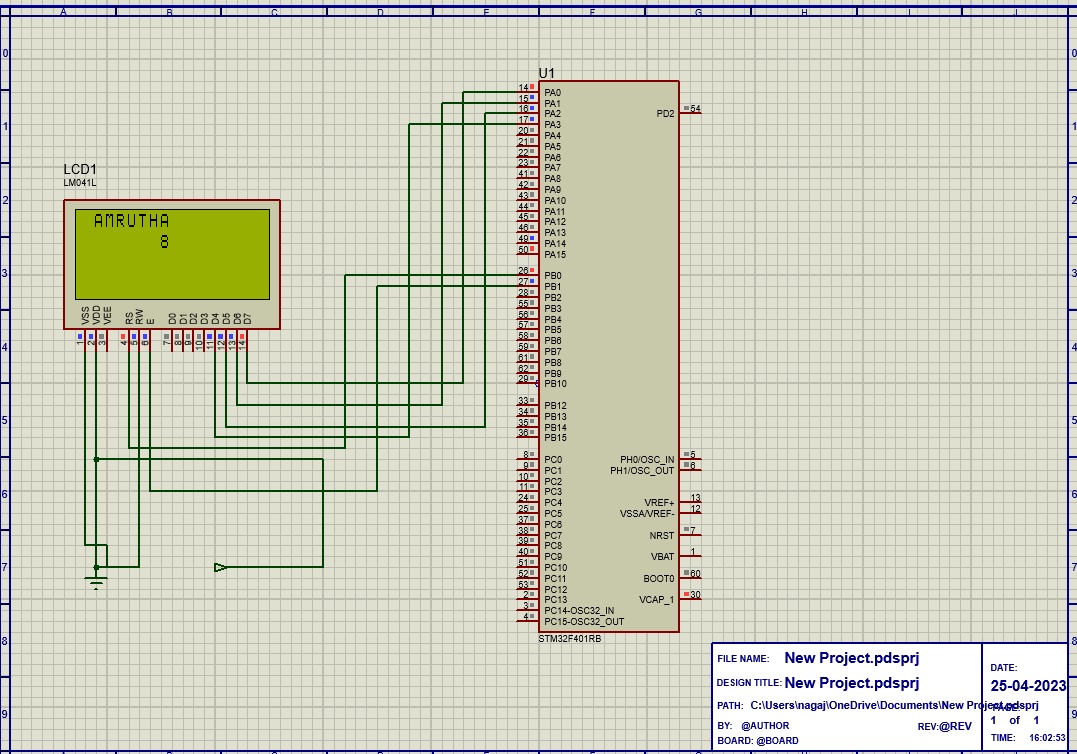 A B C D E F G H I J
0 0
1 1
2 2
3 3
4 4
5 5
6 6
7 7
8 8
9 9
LCD1
LM041L
AMRUTHA
8
VSS VDD VEE RS RW E D0 D1 D2 D3 D4 D5 D6 D7
1 2 3 4 5 6 7 8 9 10 11 12 13 14
U1
14 PA0
15 PA1
16 PA2 PD2 54
17 PA3
20 PA4
21 PA5
22 PA6
23 PA7
41 PA8
42 PA9
43 PA10
44 PA11
45 PA12
46 PA13
49 PA14
50 PA15
26 PB0
27 PB1
28 PB2
55 PB3
56 PB4
57 PB5
58 PB6
59 PB7
61 PB8
62 PB9
29 PB10
33 PB12
34 PB13
35 PB14
36 PB15
8 PC0 PH0/OSC_IN 5
9 PC1 PH1/OSC_OUT 6
10 PC2
11 PC3
24 PC4 VREF+ 13
25 PC5 VSSA/VREF- 12
37 PC6
38 PC7 NRST 7
39 PC8
40 PC9 VBAT 1
51 PC10
52 PC11 BOOT0 60
53 PC12
2 PC13 VCAP_1 30
3 PC14-OSC32_IN
4 PC15-OSC32_OUT
STM32F401RB
FILE NAME: New Project.pdsprj
DESIGN TITLE: New Project.pdsprj
PATH: C:\Users\nagaj\OneDrive\Documents\New Project.pdsprj
BY: @AUTHOR REV:@REV
BOARD: @BOARD
DATE:
25-04-2023
PAGE:
1 of 1
TIME: 16:02:53